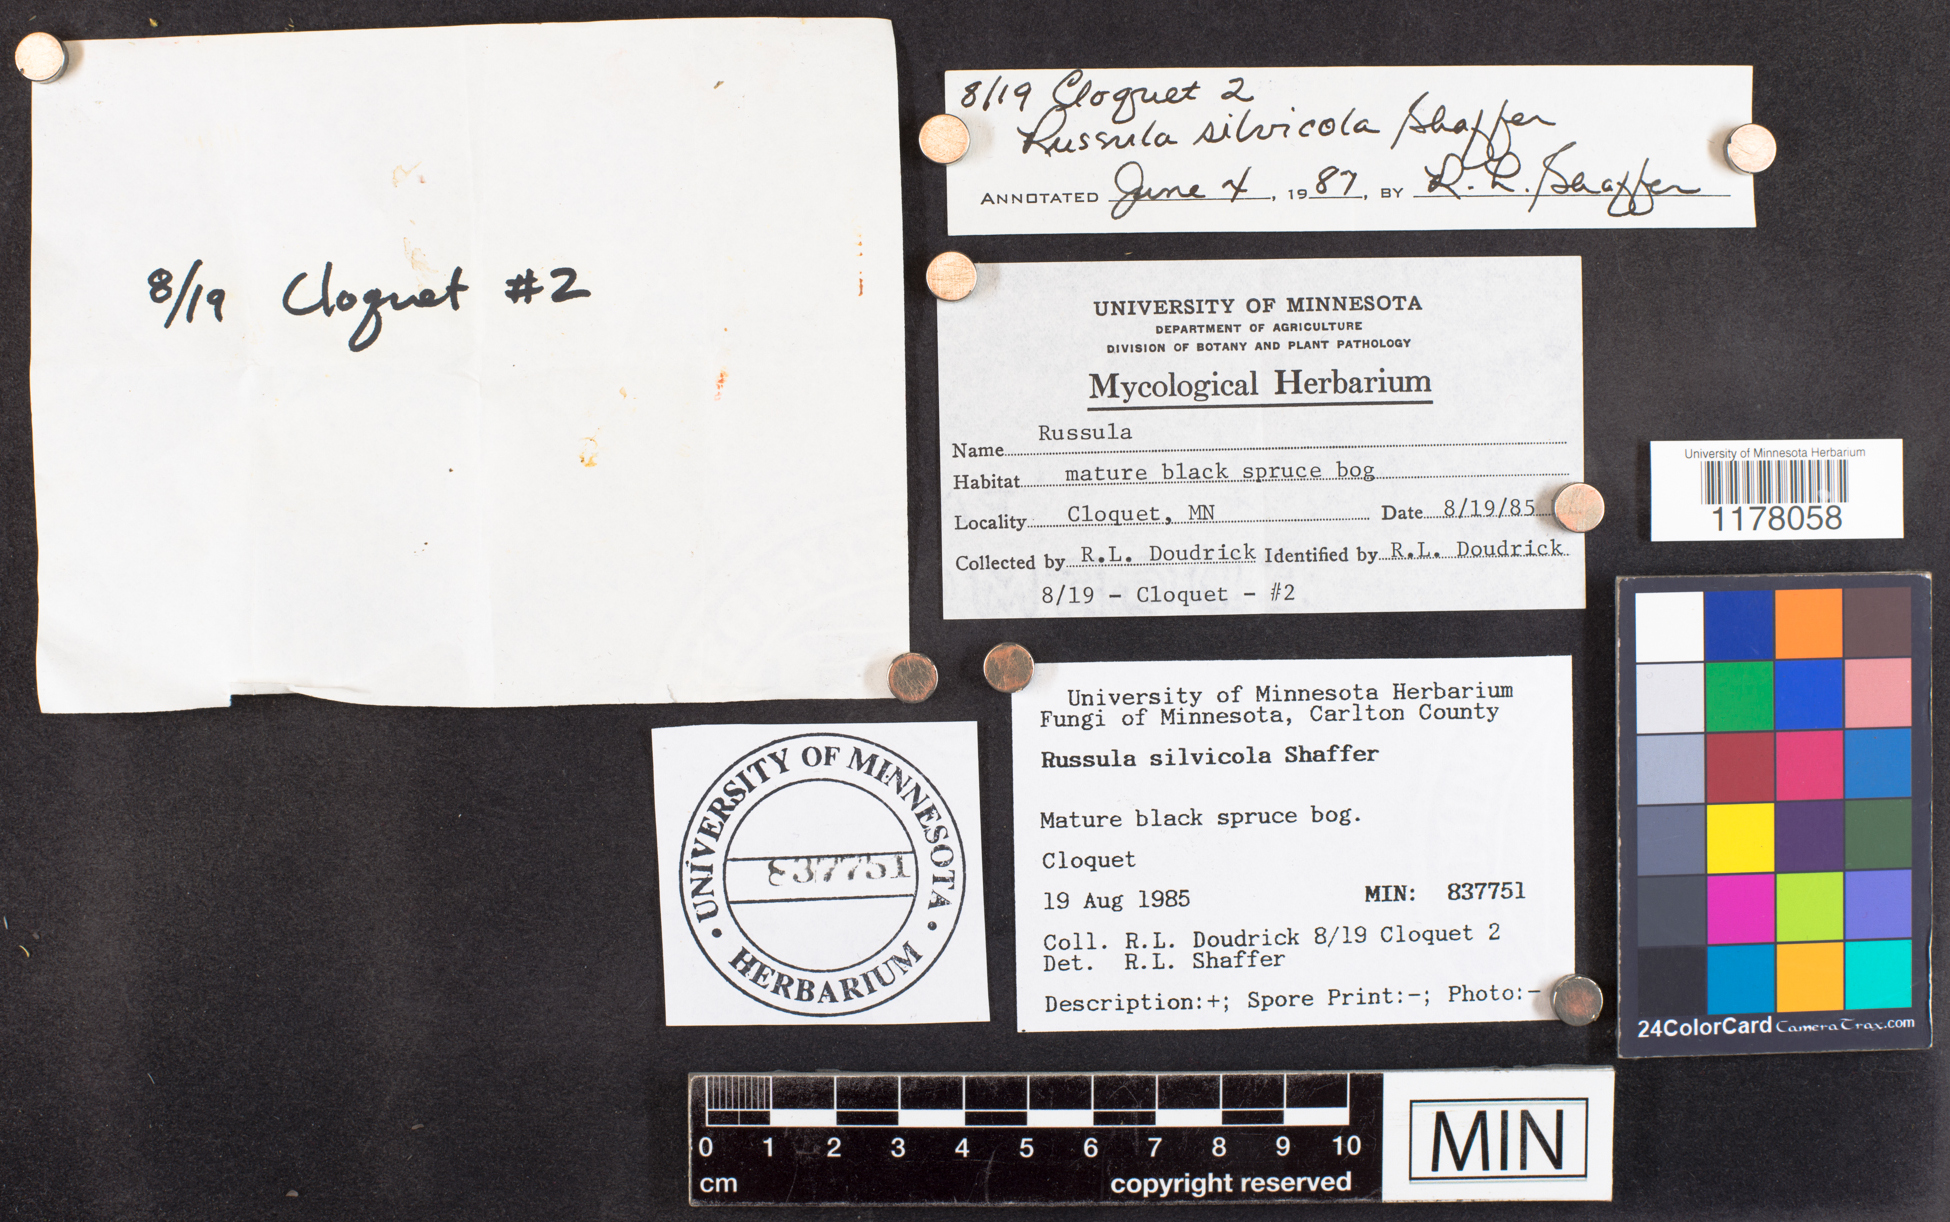 8/19 Cloquet #2
8/19 Cloquet 2
Russula silvicola Shaffer
ANNOTATED June 4, 1987, BY R. L. Shaffer
UNIVERSITY OF MINNESOTA
DEPARTMENT OF AGRICULTURE
DIVISION OF BOTANY AND PLANT PATHOLOGY
Mycological Herbarium
Name Russula
Habitat mature black spruce bog
Locality Cloquet, MN Date 8/19/85
Collected by R.L. Doudrick Identified by R.L. Doudrick
8/19 - Cloquet - #2
University of Minnesota Herbarium
1178058
University of Minnesota Herbarium
Fungi of Minnesota, Carlton County
Russula silvicola Shaffer
Mature black spruce bog.
Cloquet
19 Aug 1985 MIN: 837751
Coll. R.L. Doudrick 8/19 Cloquet 2
Det. R.L. Shaffer
Description:+; Spore Print:-; Photo:-
UNIVERSITY OF MINNESOTA
837751
HERBARIUM
24ColorCard CameraTrax.com
0 1 2 3 4 5 6 7 8 9 10
cm copyright reserved
MIN